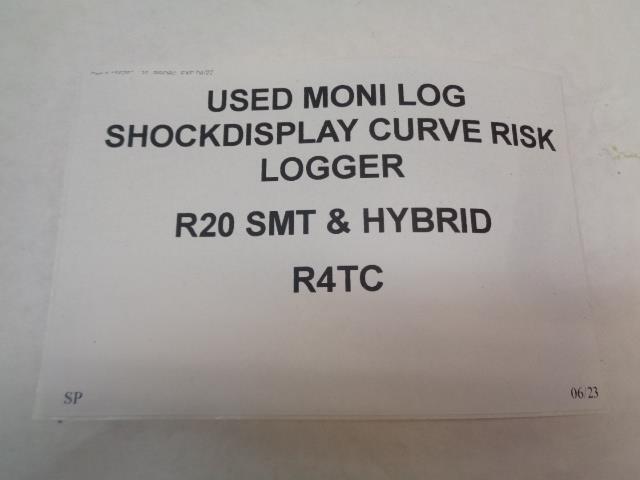 USED MONI LOG
SHOCKDISPLAY CURVE RISK
LOGGER
R20 SMT & HYBRID
R4TC
SP
06/23